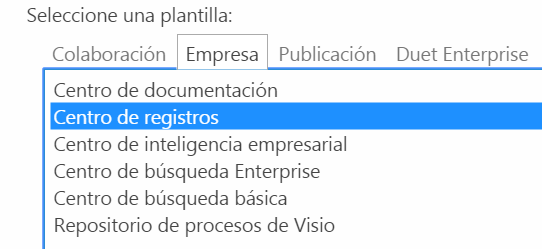 Seleccione una plantilla:
Colaboración Empresa Publicación Duet Enterprise
Centro de documentación
Centro de registros
Centro de inteligencia empresarial
Centro de búsqueda Enterprise
Centro de búsqueda básica
Repositorio de procesos de Visio